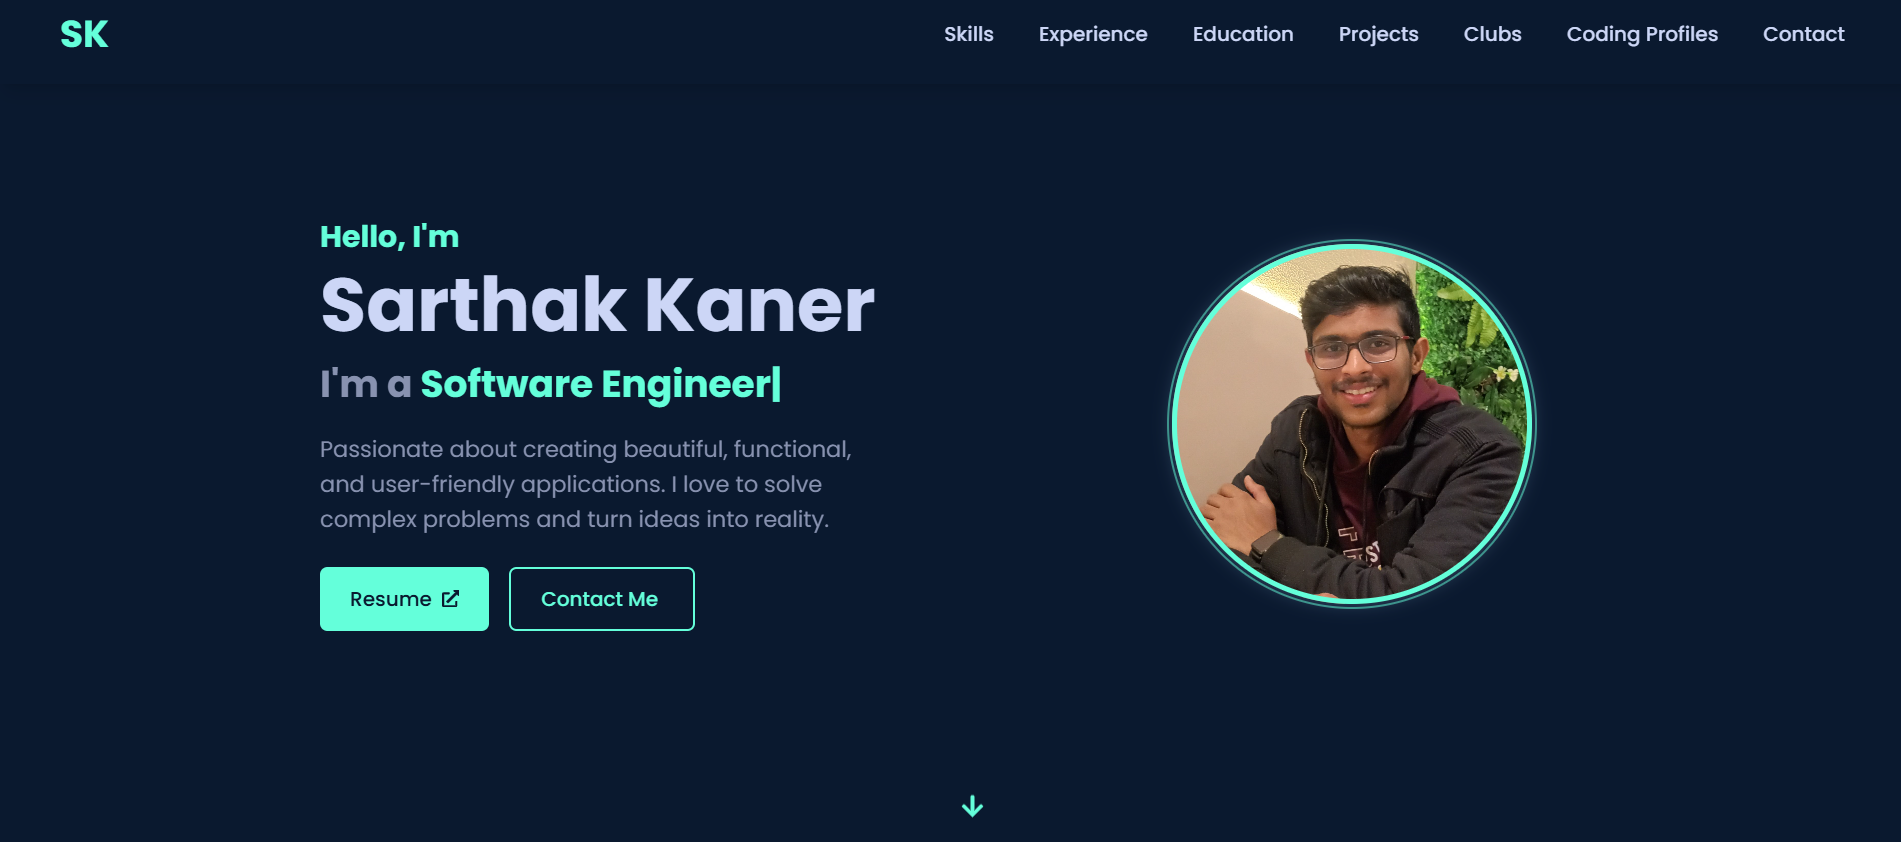 SK
Skills Experience Education Projects Clubs Coding Profiles Contact
Hello, I'm
Sarthak Kaner
I'm a Software Engineer|
Passionate about creating beautiful, functional,
and user-friendly applications. I love to solve
complex problems and turn ideas into reality.
Resume
Contact Me